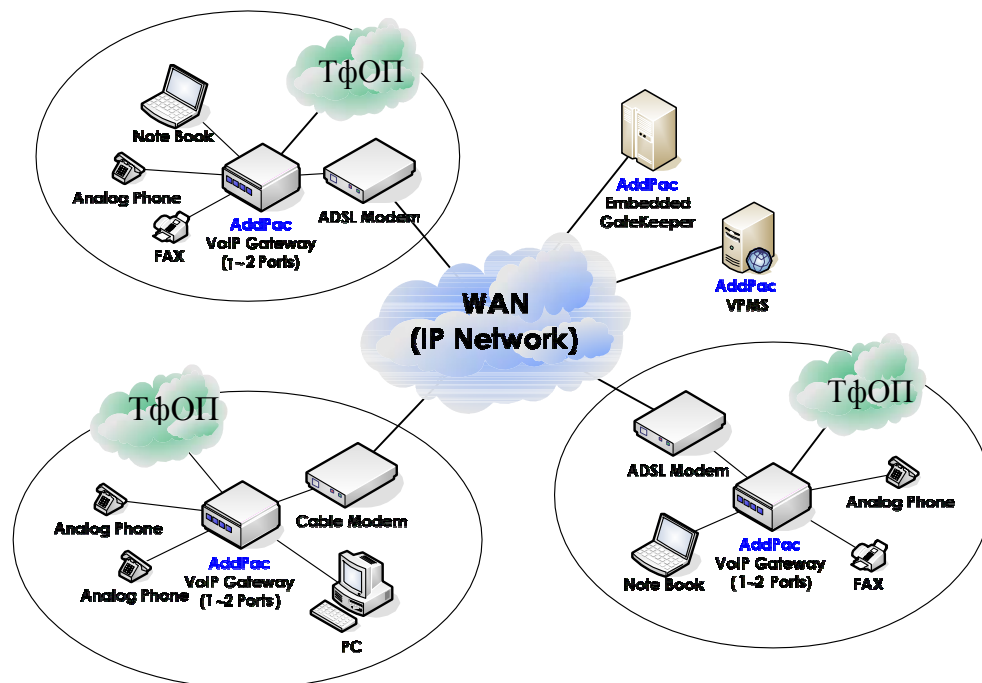 ТфОП
Note Book
Analog Phone
FAX
AddPac
VoIP Gateway
(1~2 Ports)
ADSL Modem
AddPac
Embedded
GateKeeper
AddPac
VPMS
WAN
(IP Network)
ТфОП
Analog Phone
Analog Phone
AddPac
VoIP Gateway
(1~2 Ports)
Cable Modem
PC
ТфОП
ADSL Modem
Analog Phone
Note Book
AddPac
VoIP Gateway
(1~2 Ports)
FAX